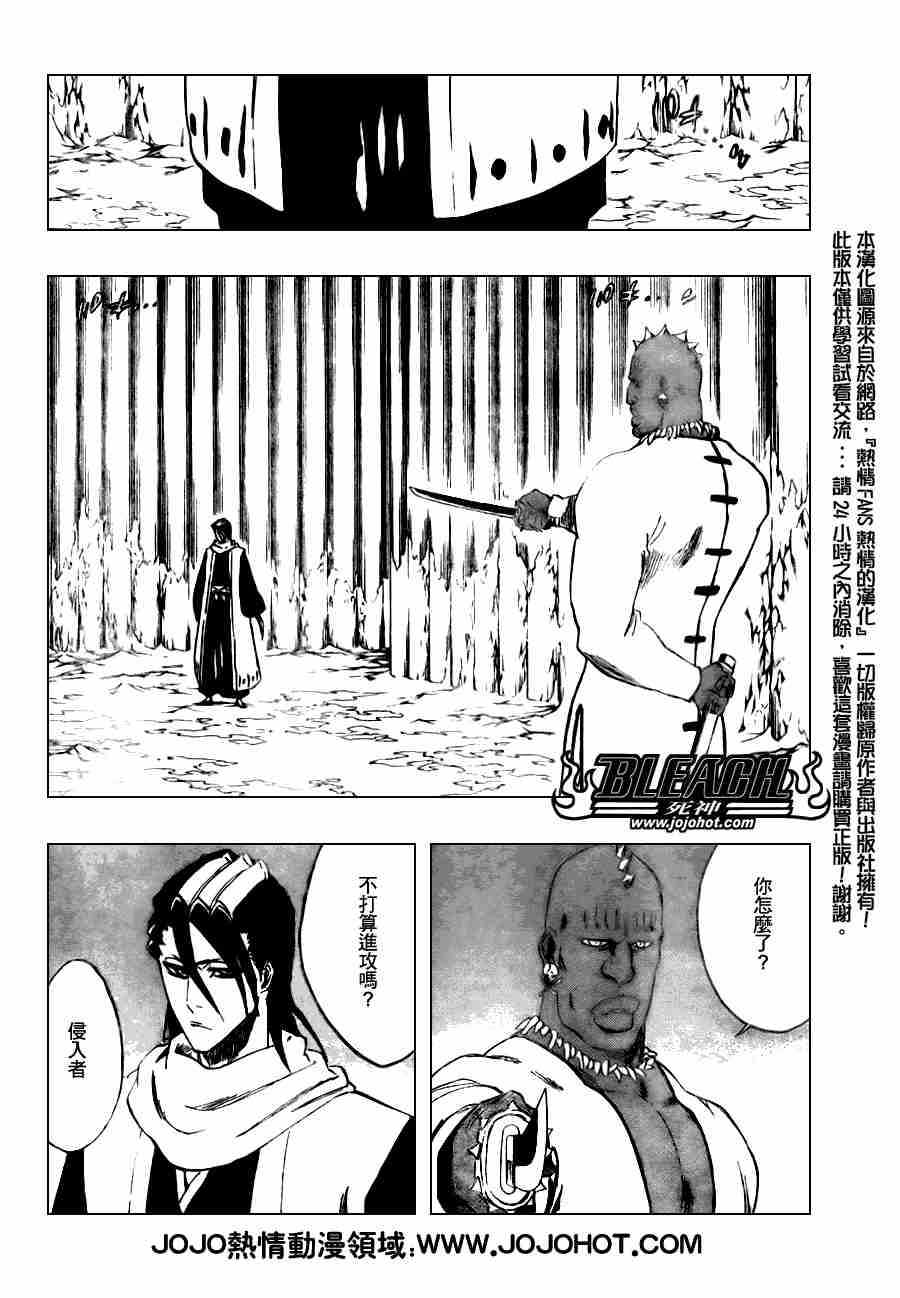 你怎麼了？
不打算進攻嗎？
侵入者
BLEACH
死神
www.jojohot.com
本漢化圖源來自於網路，『熱情FANS熱情的漢化』一切版權歸原作者與出版社擁有！
此版本僅供學習試看交流…請24小時之內消除，喜歡這套漫畫請購買正版！謝謝。
JOJO熱情動漫領域:WWW.JOJOHOT.COM